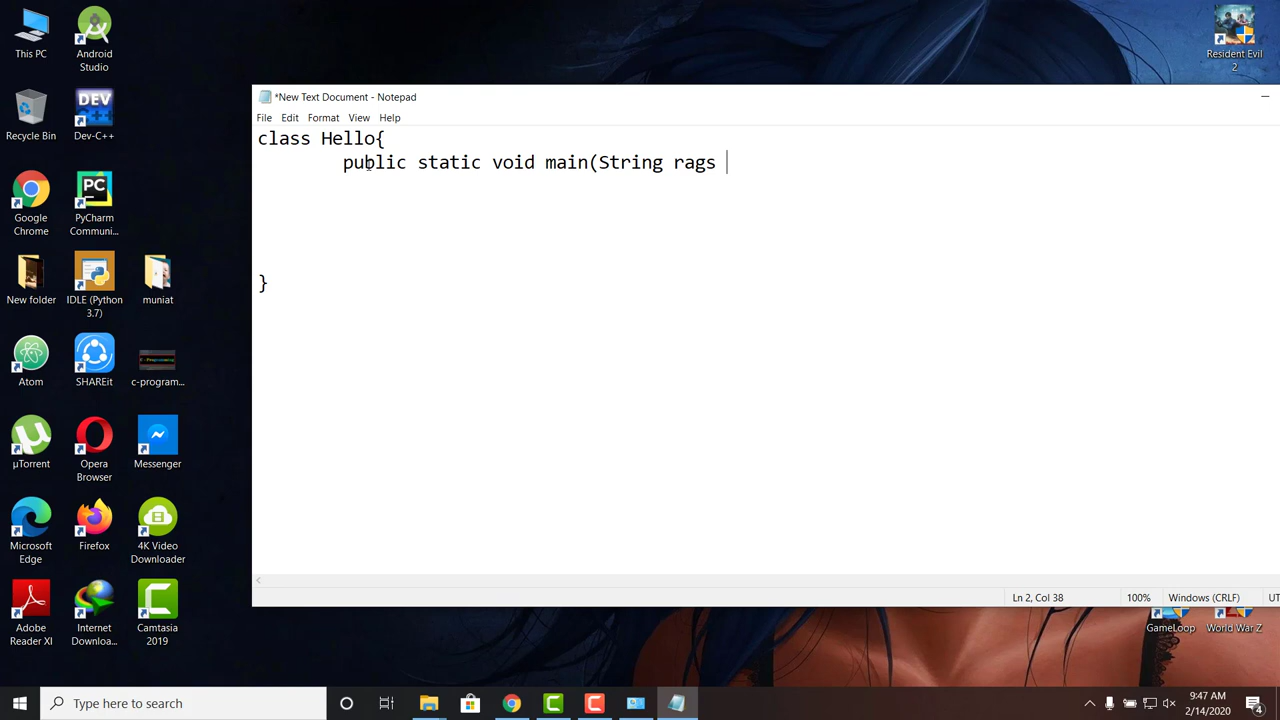 This PC
Android
Studio
Resident Evil
2
Recycle Bin
DEV
Dev-C++
*New Text Document - Notepad
File Edit Format View Help
class Hello{
public static void main(String rags
}
Google
Chrome
PC
PyCharm
Communi...
New folder
IDLE (Python
3.7)
muniat
Atom
SHAREit
c-program...
µTorrent
Opera
Browser
Messenger
Microsoft
Edge
Firefox
4K Video
Downloader
Adobe
Reader XI
Internet
Downloa...
Camtasia
2019
Ln 2, Col 38
100%
Windows (CRLF)
UT
GameLoop
World War Z
Type here to search
9:47 AM
2/14/2020
4